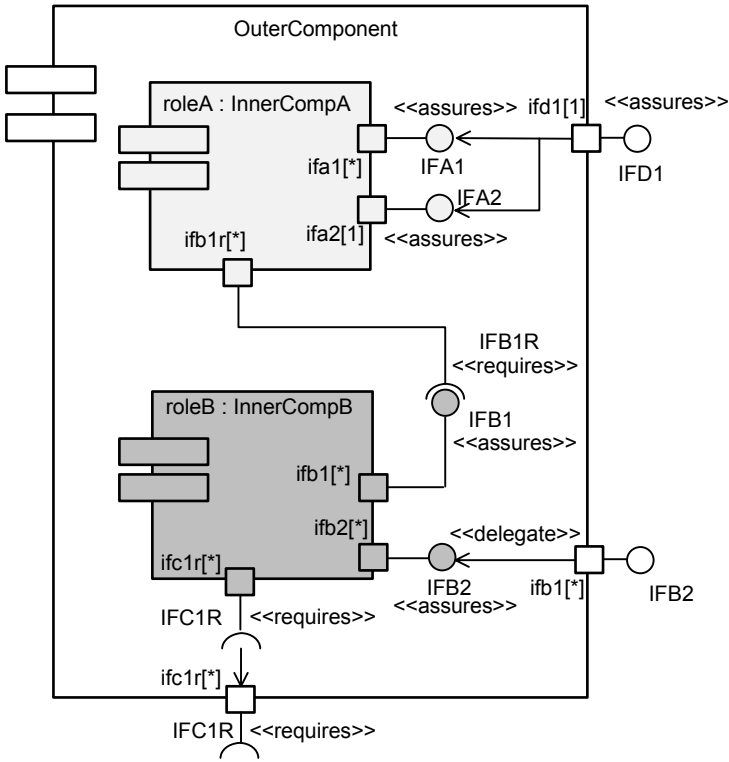 OuterComponent
roleA : InnerCompA
<<assures>>
ifd1[1]
<<assures>>
ifa1[*]
IFA1
IFD1
IFA2
ifa2[1]
<<assures>>
ifb1r[*]
IFB1R
<<requires>>
roleB : InnerCompB
IFB1
<<assures>>
ifb1[*]
ifb2[*]
<<delegate>>
ifc1r[*]
IFB2
ifb1[*]
IFB2
<<assures>>
IFC1R
<<requires>>
ifc1r[*]
IFC1R
<<requires>>